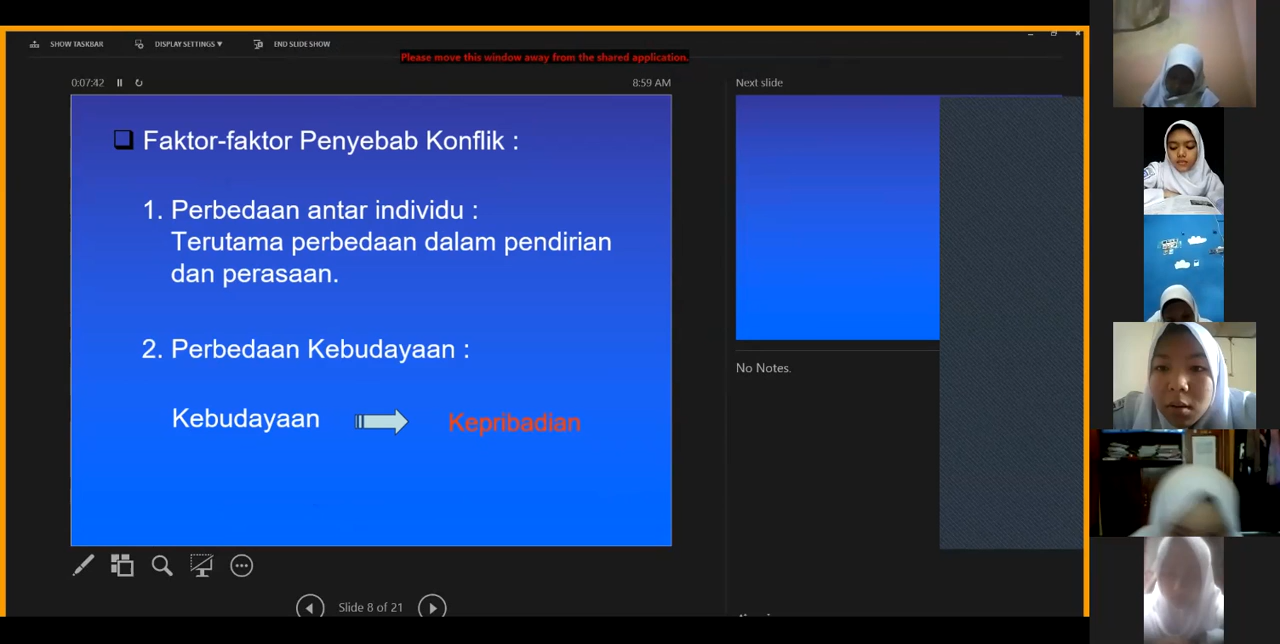 SHOW TASKBAR
DISPLAY SETTINGS ▼
END SLIDE SHOW
Please move this window away from the shared application.
0:07:42
8:59 AM
Next slide
Faktor-faktor Penyebab Konflik :
1. Perbedaan antar individu :
Terutama perbedaan dalam pendirian
dan perasaan.
2. Perbedaan Kebudayaan :
Kebudayaan
Kepribadian
No Notes.
Slide 8 of 21